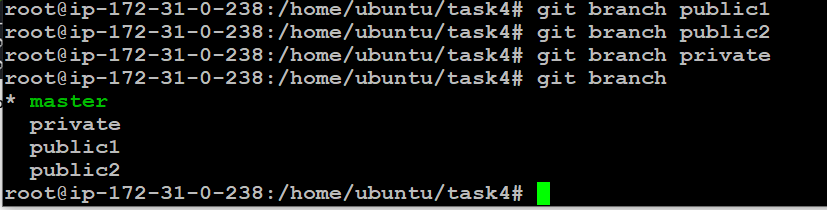 root@ip-172-31-0-238:/home/ubuntu/task4# git branch public1
root@ip-172-31-0-238:/home/ubuntu/task4# git branch public2
root@ip-172-31-0-238:/home/ubuntu/task4# git branch private
root@ip-172-31-0-238:/home/ubuntu/task4# git branch
* master
  private
  public1
  public2
root@ip-172-31-0-238:/home/ubuntu/task4#